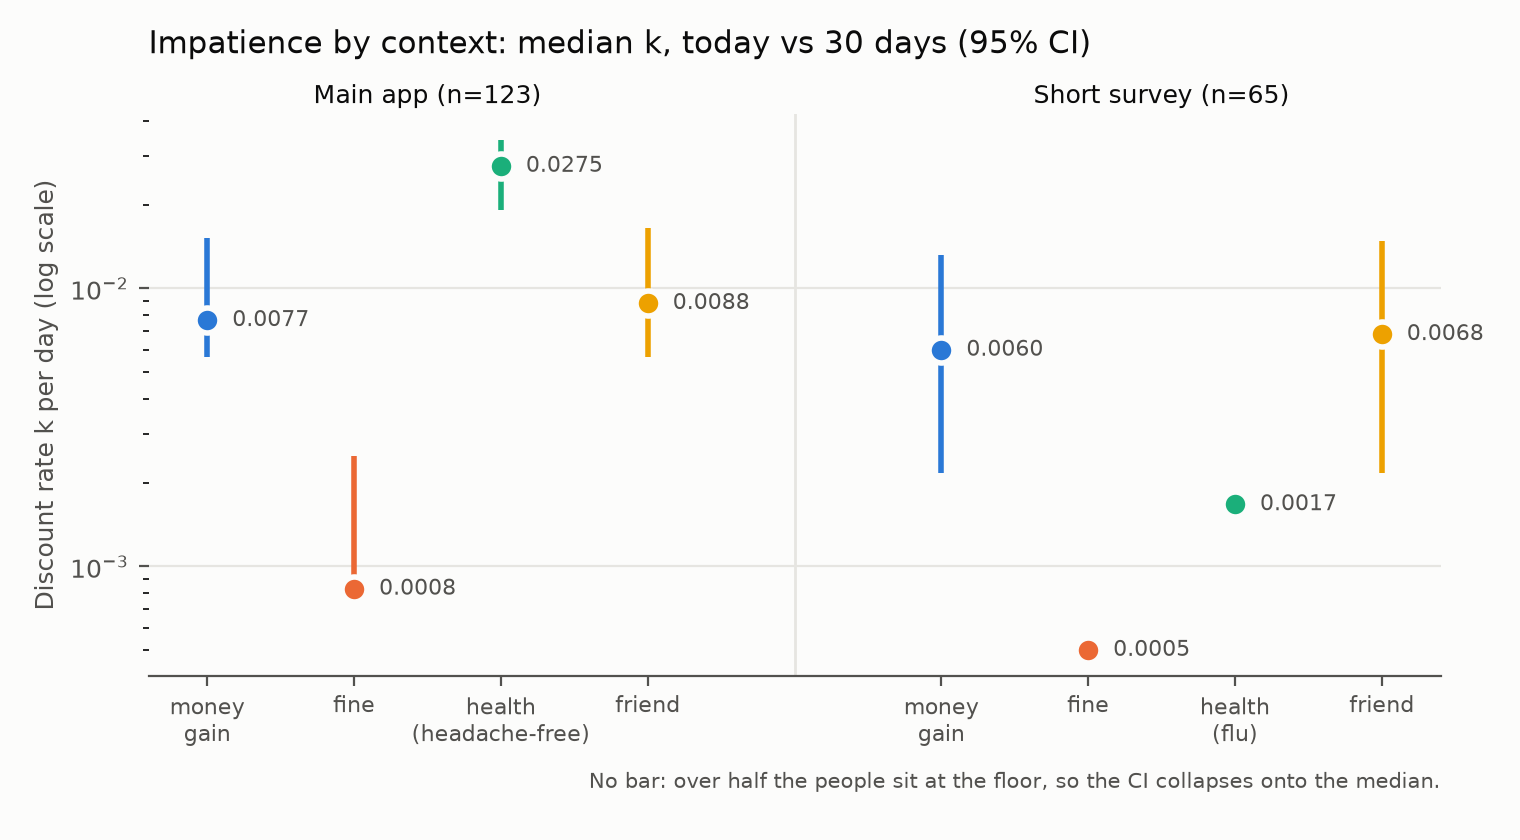 Impatience by context: median k, today vs 30 days (95% CI)
Main app (n=123)
Short survey (n=65)
Discount rate k per day (log scale)
10⁻²
10⁻³
0.0077
0.0008
0.0275
0.0088
0.0060
0.0005
0.0017
0.0068
money
gain
fine
health
(headache-free)
friend
money
gain
fine
health
(flu)
friend
No bar: over half the people sit at the floor, so the CI collapses onto the median.